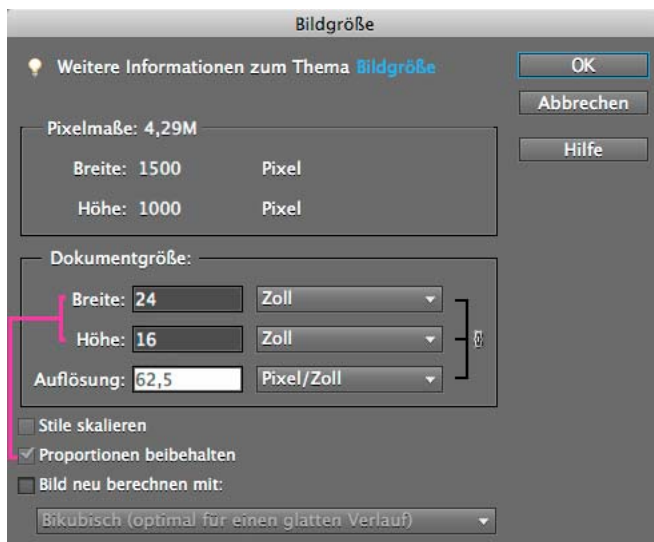 Bildgröße
Weitere Informationen zum Thema Bildgröße
OK
Abbrechen
Hilfe
Pixelmaße: 4,29M
Breite: 1500 Pixel
Höhe: 1000 Pixel
Dokumentgröße:
Breite: 24 Zoll
Höhe: 16 Zoll
Auflösung: 62,5 Pixel/Zoll
Stile skalieren
Proportionen beibehalten
Bild neu berechnen mit:
Bikubisch (optimal für einen glatten Verlauf)